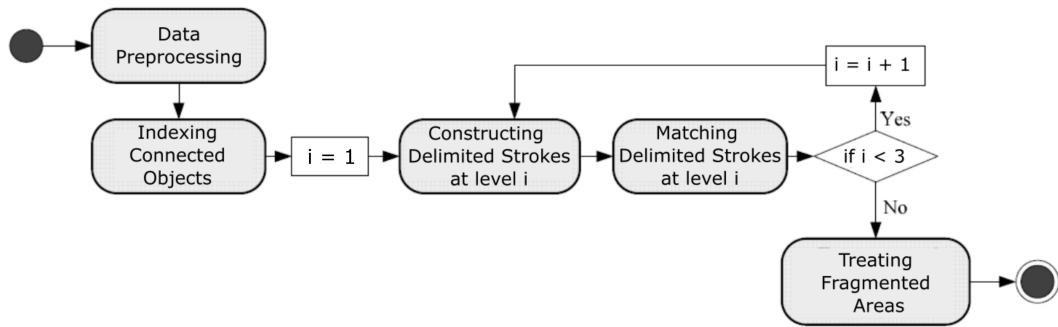 Data
Preprocessing
Indexing
Connected
Objects
i = 1
Constructing
Delimited Strokes
at level i
Matching
Delimited Strokes
at level i
i = i + 1
Yes
if i < 3
No
Treating
Fragmented
Areas